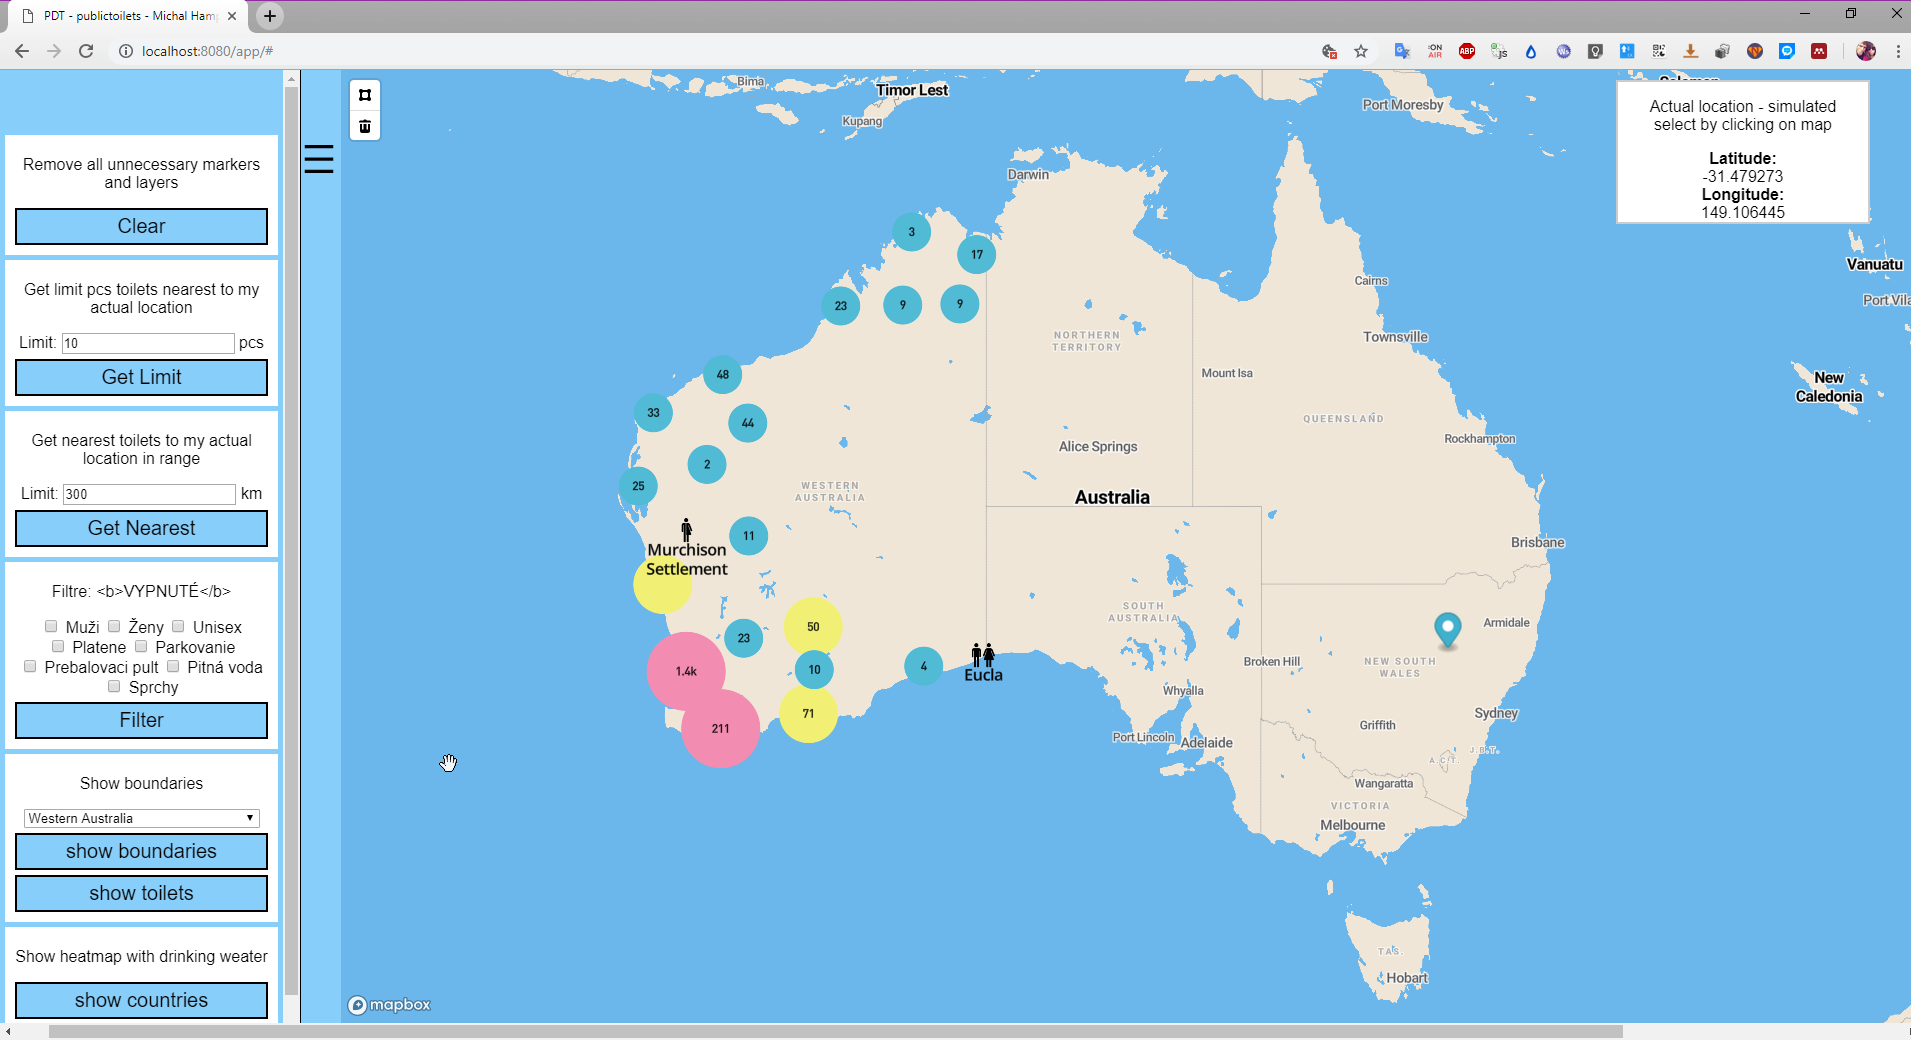 PDT - publictoilets - Michal Ham
localhost:8080/app/#
Remove all unnecessary markers
and layers
Clear
Get limit pcs toilets nearest to my
actual location
Limit: 10 pcs
Get Limit
Get nearest toilets to my actual
location in range
Limit: 300 km
Get Nearest
Filtre: <b>VYPNUTÉ</b>
Muži Ženy Unisex
Platene Parkovanie
Prebalovaci pult Pitná voda
Sprchy
Filter
Show boundaries
Western Australia
show boundaries
show toilets
Show heatmap with drinking weater
show countries
Actual location - simulated
select by clicking on map
Latitude:
-31.479273
Longitude:
149.106445
Bima
Timor Lest
Kupang
Port Moresby
Solomon
Darwin
3
17
23
9
9
Cairns
Vanuatu
Port Vila
NORTHERN
TERRITORY
Townsville
48
Mount Isa
New
Caledonia
33
44
QUEENSLAND
Rockhampton
Alice Springs
2
25
WESTERN
AUSTRALIA
Australia
11
Murchison
Settlement
Brisbane
SOUTH
AUSTRALIA
50
23
Armidale
1.4k
10
4
Eucla
Broken Hill
NEW SOUTH
WALES
Whyalla
71
211
Sydney
Griffith
Port Lincoln
Adelaide
J.B.T.
A.C.T.
Wangaratta
VICTORIA
Melbourne
TAS.
Hobart
mapbox